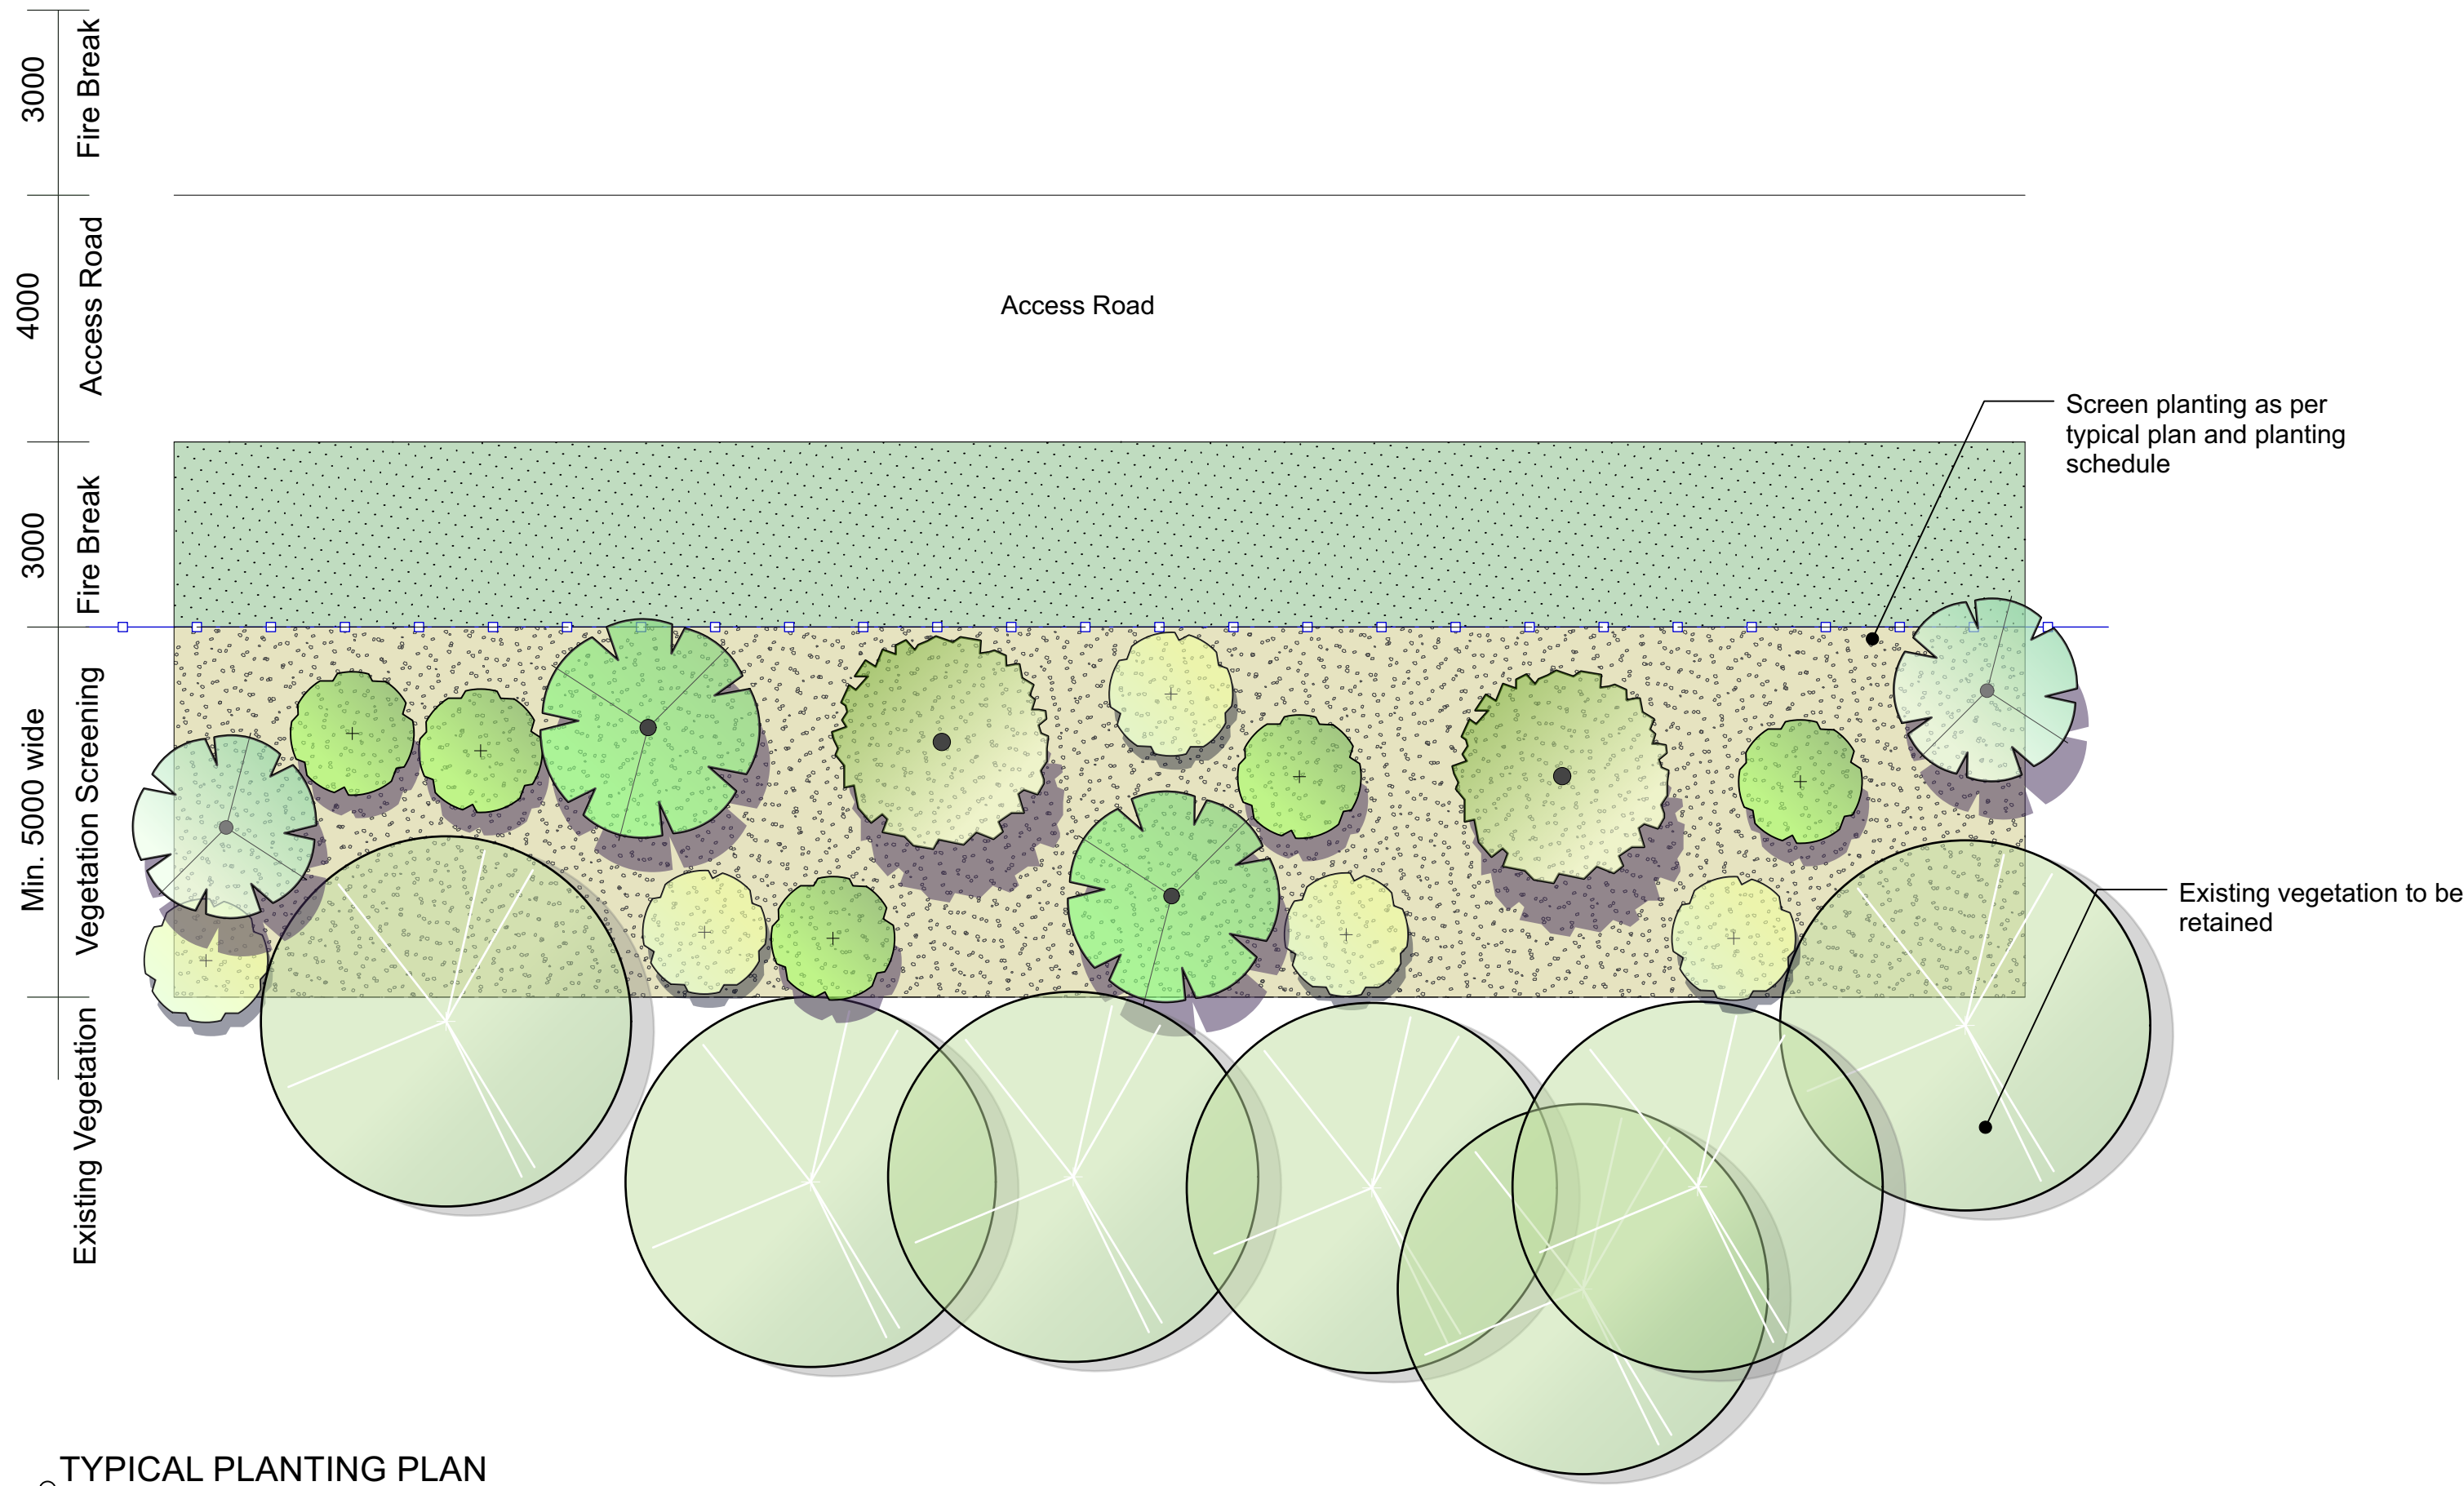 3000
Fire Break
4000
Access Road
Access Road
3000
Fire Break
Screen planting as per
typical plan and planting
schedule
Min. 5000 wide
Vegetation Screening
Existing vegetation to be
retained
Existing Vegetation
TYPICAL PLANTING PLAN